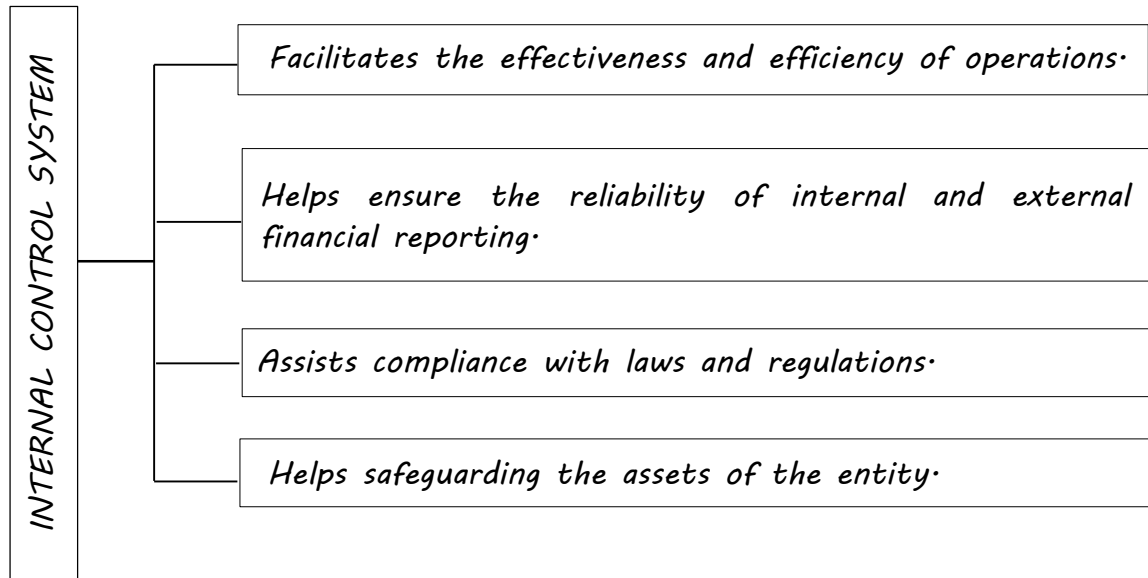 INTERNAL CONTROL SYSTEM
Facilitates the effectiveness and efficiency of operations.
Helps ensure the reliability of internal and external
financial reporting.
Assists compliance with laws and regulations.
Helps safeguarding the assets of the entity.